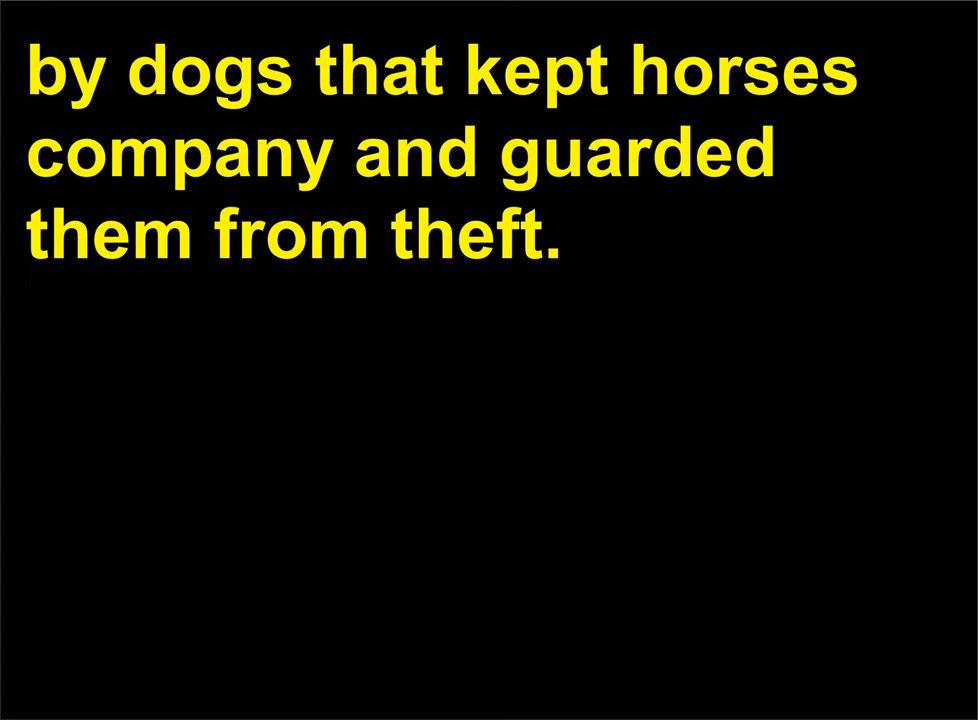 by dogs that kept horses
company and guarded
them from theft.